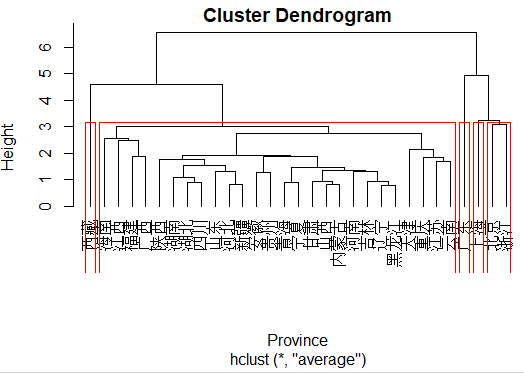 Cluster Dendrogram
Height
6
5
4
3
2
1
0
西藏
海南
江西
福建
广西
陕西
湖南
湖北
四川
山东
河北
新疆
安徽
贵州
青海
宁夏
甘肃
山西
内蒙古
河南
吉林
辽宁
黑龙江
天津
重庆
江苏
云南
广东
上海
北京
浙江
Province
hclust (*, "average")